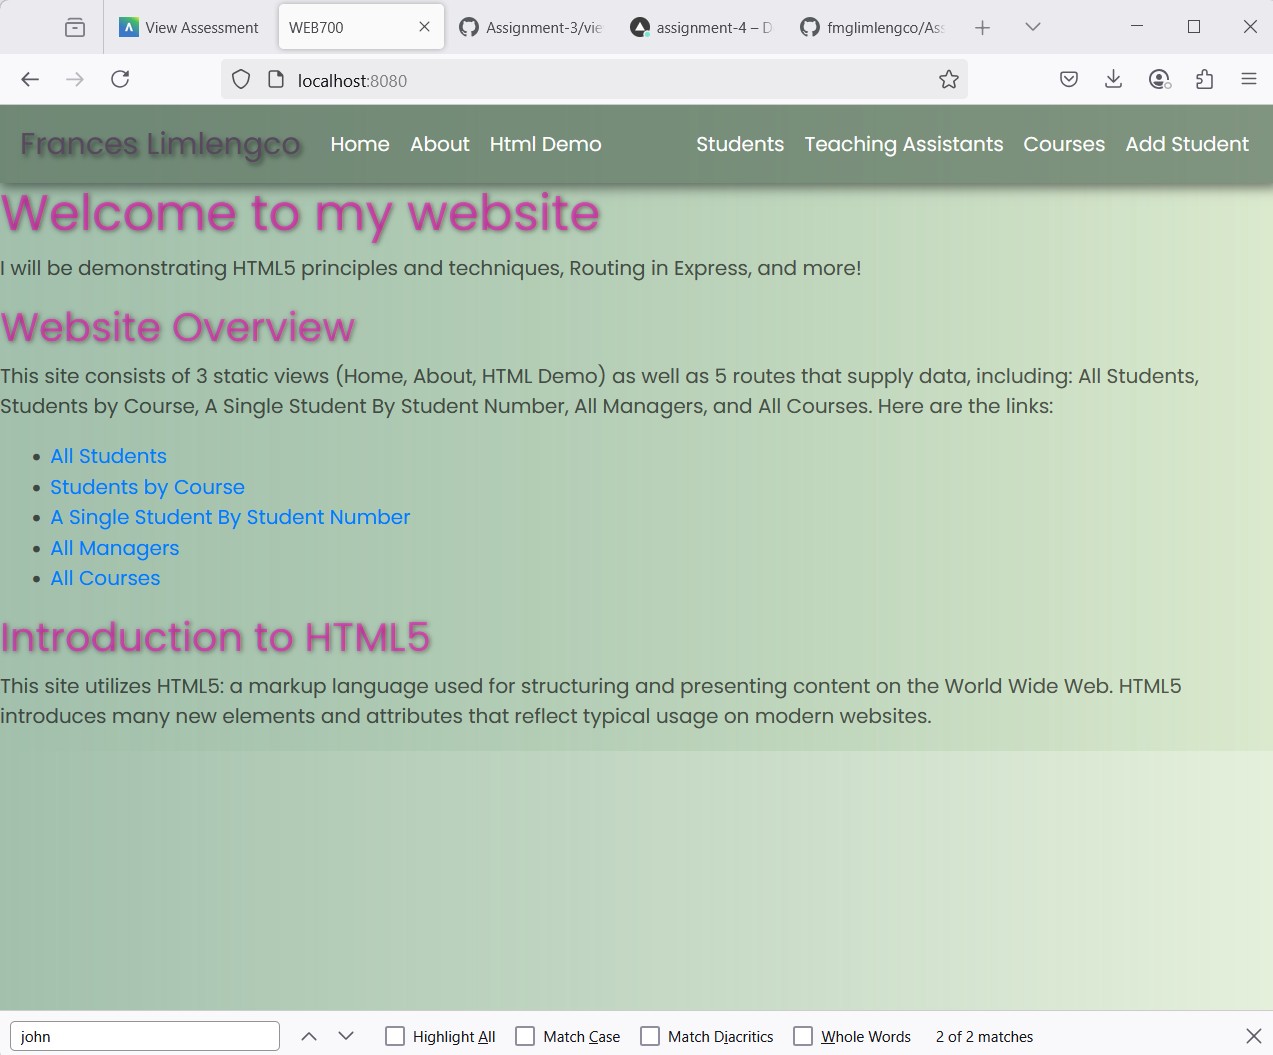 View Assessment
WEB700
Assignment-3/vie
assignment-4 – D
fmglimlengco/Ass
localhost:8080
Frances Limlengco
Home
About
Html Demo
Students
Teaching Assistants
Courses
Add Student
Welcome to my website
I will be demonstrating HTML5 principles and techniques, Routing in Express, and more!
Website Overview
This site consists of 3 static views (Home, About, HTML Demo) as well as 5 routes that supply data, including: All Students,
Students by Course, A Single Student By Student Number, All Managers, and All Courses. Here are the links:
• All Students
• Students by Course
• A Single Student By Student Number
• All Managers
• All Courses
Introduction to HTML5
This site utilizes HTML5: a markup language used for structuring and presenting content on the World Wide Web. HTML5
introduces many new elements and attributes that reflect typical usage on modern websites.
john
Highlight All
Match Case
Match Diacritics
Whole Words
2 of 2 matches